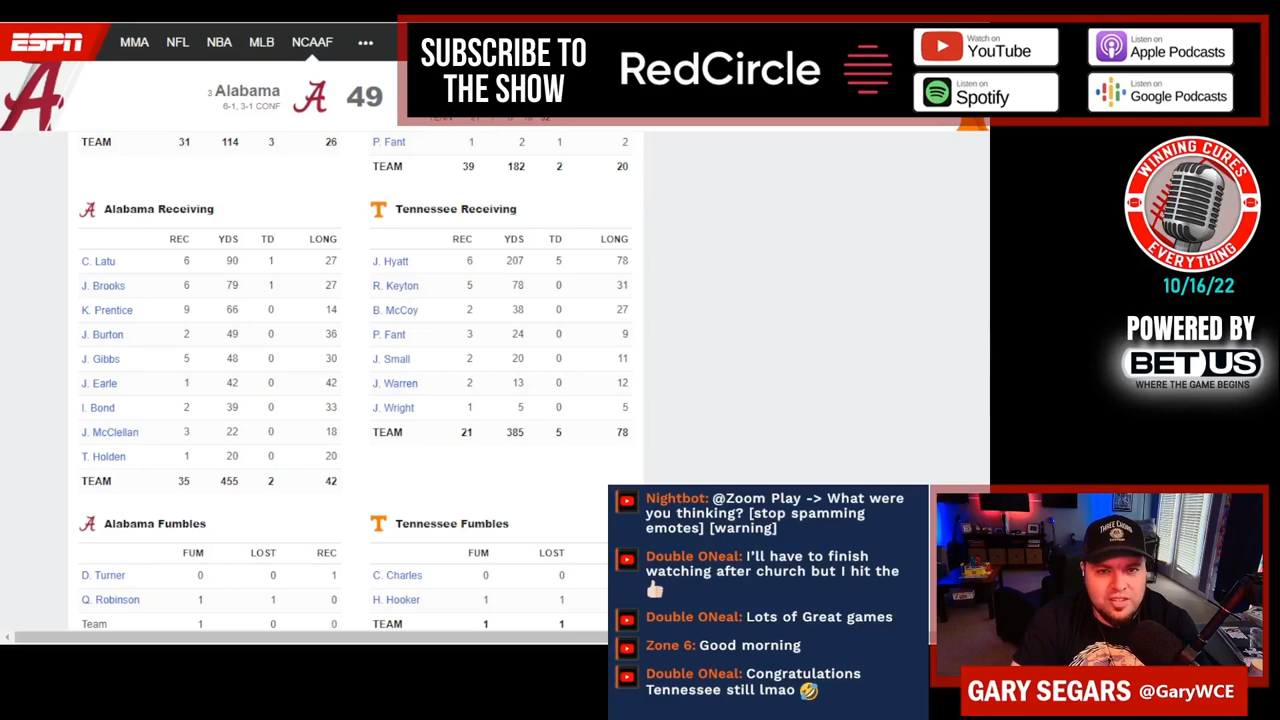 ESPN MMA NFL NBA MLB NCAAF •••
3 Alabama
6-1, 3-1 CONF
49
SUBSCRIBE TO
THE SHOW
RedCircle
Watch on
YouTube
Listen on
Apple Podcasts
Listen on
Spotify
Listen on
Google Podcasts
TEAM 31 114 3 26
P. Fant 1 2 1 2
TEAM 39 182 2 20
Alabama Receiving
REC YDS TD LONG
C. Latu 6 90 1 27
J. Brooks 6 79 1 27
K. Prentice 9 66 0 14
J. Burton 2 49 0 36
J. Gibbs 5 48 0 30
J. Earle 1 42 0 42
I. Bond 2 39 0 33
J. McClellan 3 22 0 18
T. Holden 1 20 0 20
TEAM 35 455 2 42
Tennessee Receiving
REC YDS TD LONG
J. Hyatt 6 207 5 78
R. Keyton 5 78 0 31
B. McCoy 2 38 0 27
P. Fant 3 24 0 9
J. Small 2 20 0 11
J. Warren 2 13 0 12
J. Wright 1 5 0 5
TEAM 21 385 5 78
Alabama Fumbles
FUM LOST REC
D. Turner 0 0 1
Q. Robinson 1 1 0
Team 1 0 0
Tennessee Fumbles
FUM LOST
C. Charles 0 0
H. Hooker 1 1
TEAM 1 1
WINNING CURES
EVERYTHING
10/16/22
POWERED BY
BETUS
WHERE THE GAME BEGINS
Nightbot: @Zoom Play -> What were
you thinking? [stop spamming
emotes] [warning]
Double ONeal: I'll have to finish
watching after church but I hit the
👍🏻
Double ONeal: Lots of Great games
Zone 6: Good morning
Double ONeal: Congratulations
Tennessee still lmao 🤣
GARY SEGARS @GaryWCE